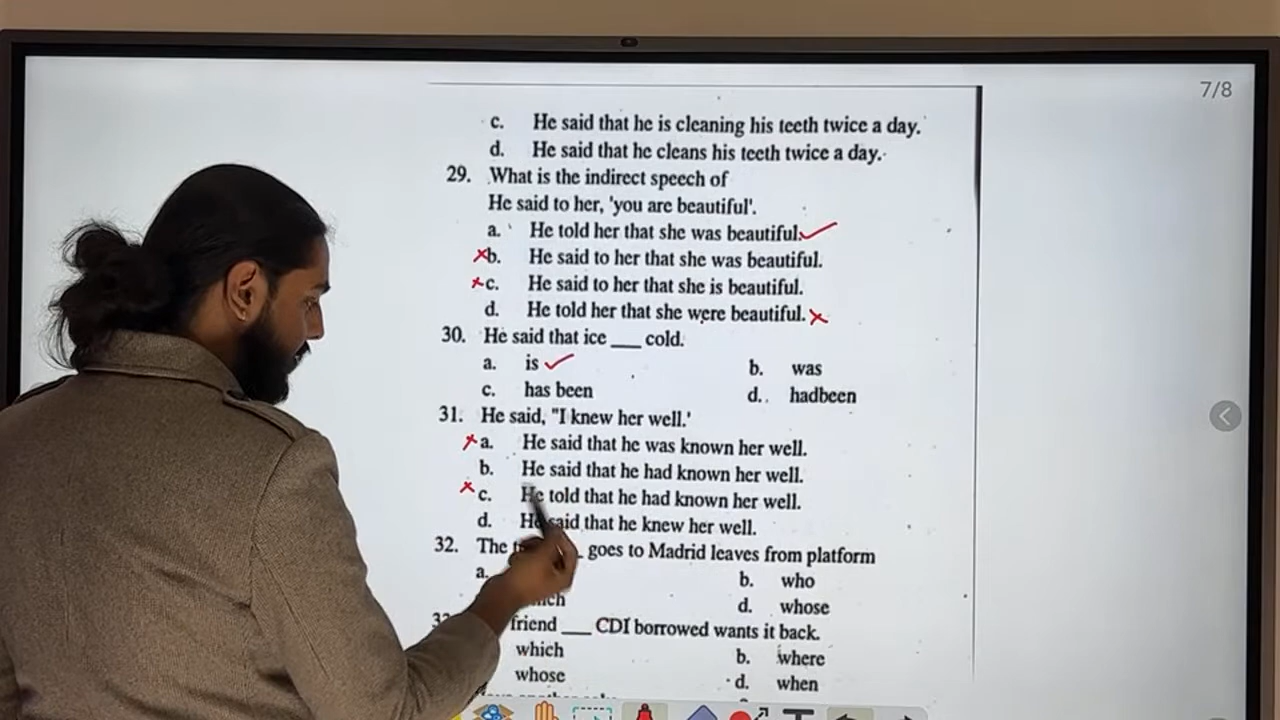 7/8
c. He said that he is cleaning his teeth twice a day.
d. He said that he cleans his teeth twice a day.
29. What is the indirect speech of
He said to her, 'you are beautiful'.
a. He told her that she was beautiful.
b. He said to her that she was beautiful.
c. He said to her that she is beautiful.
d. He told her that she were beautiful.
30. He said that ice ___ cold.
a. is b. was
c. has been d. hadbeen
31. He said, "I knew her well.'
a. He said that he was known her well.
b. He said that he had known her well.
c. He told that he had known her well.
d. He said that he knew her well.
32. The goes to Madrid leaves from platform
a. b. who
d. whose
friend ___ CDI borrowed wants it back.
which b. where
whose d. when